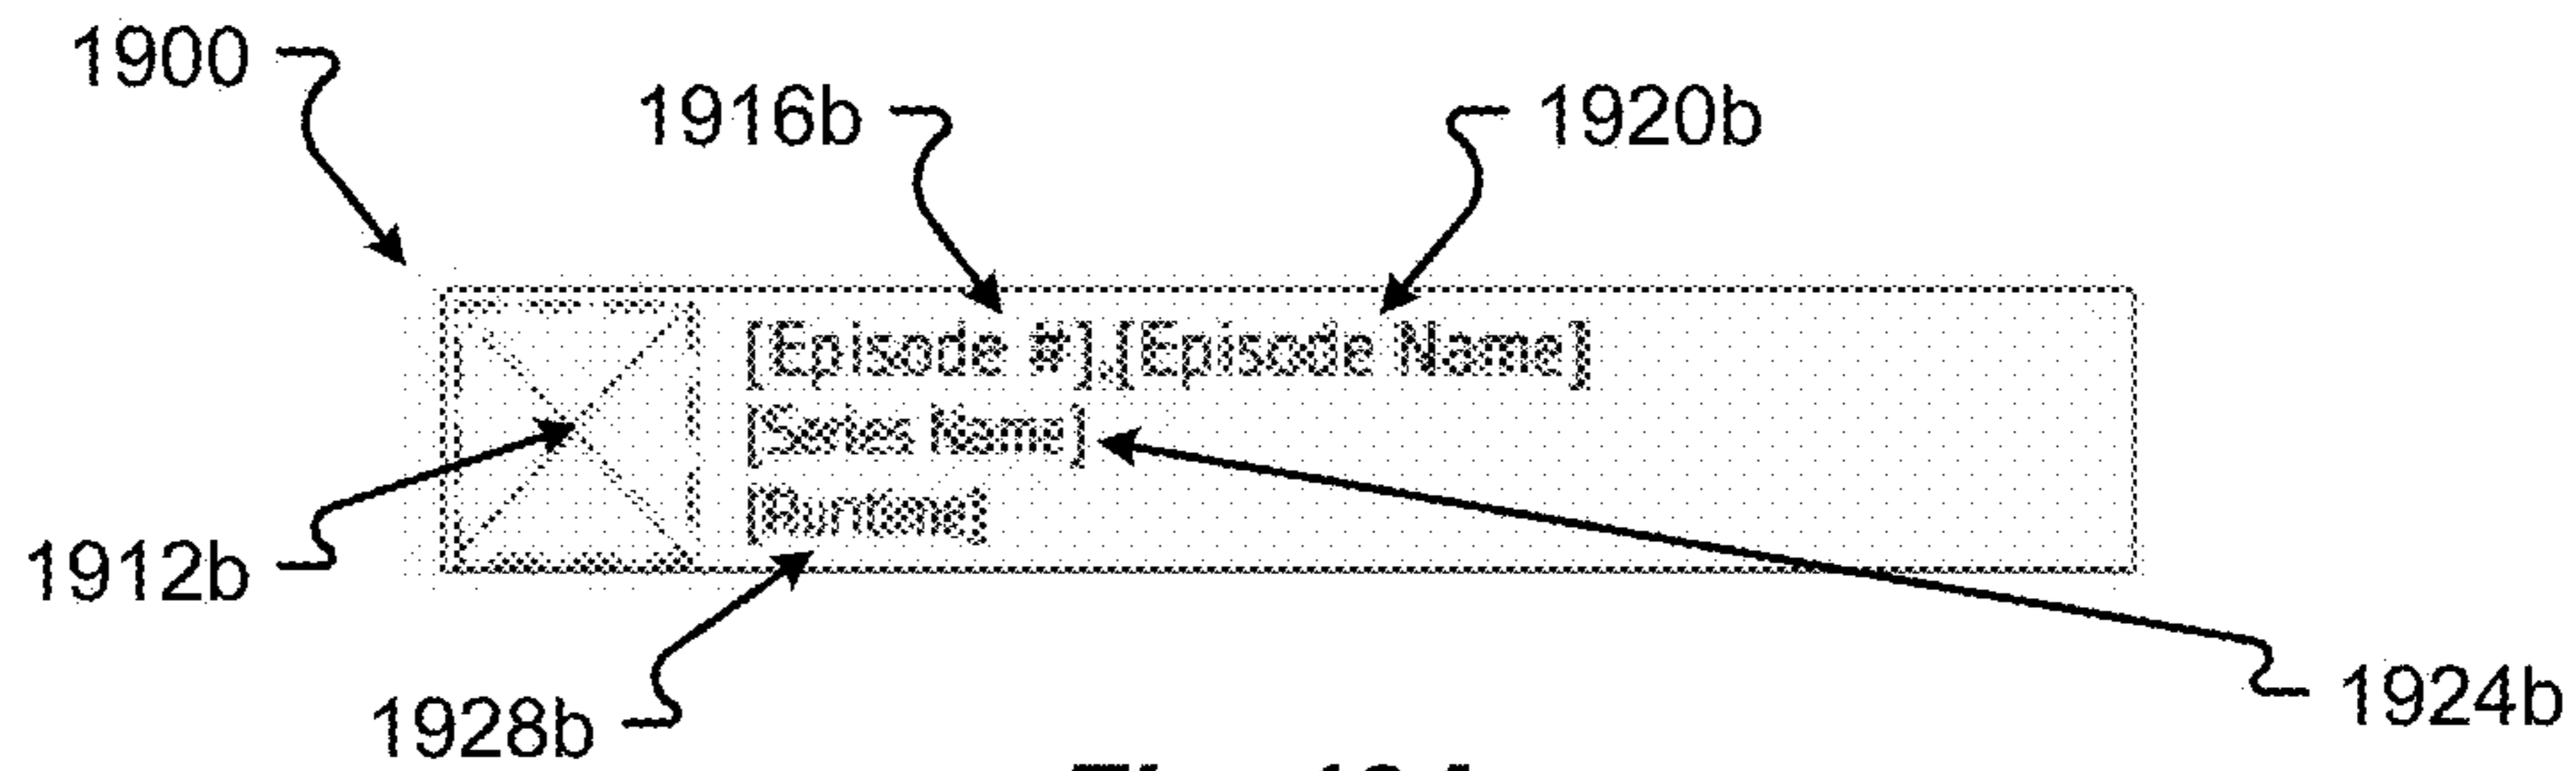 1900
1916b
1920b
[Episode #].[Episode Name]
[Series Name]
[Runtime]
1912b
1928b
1924b